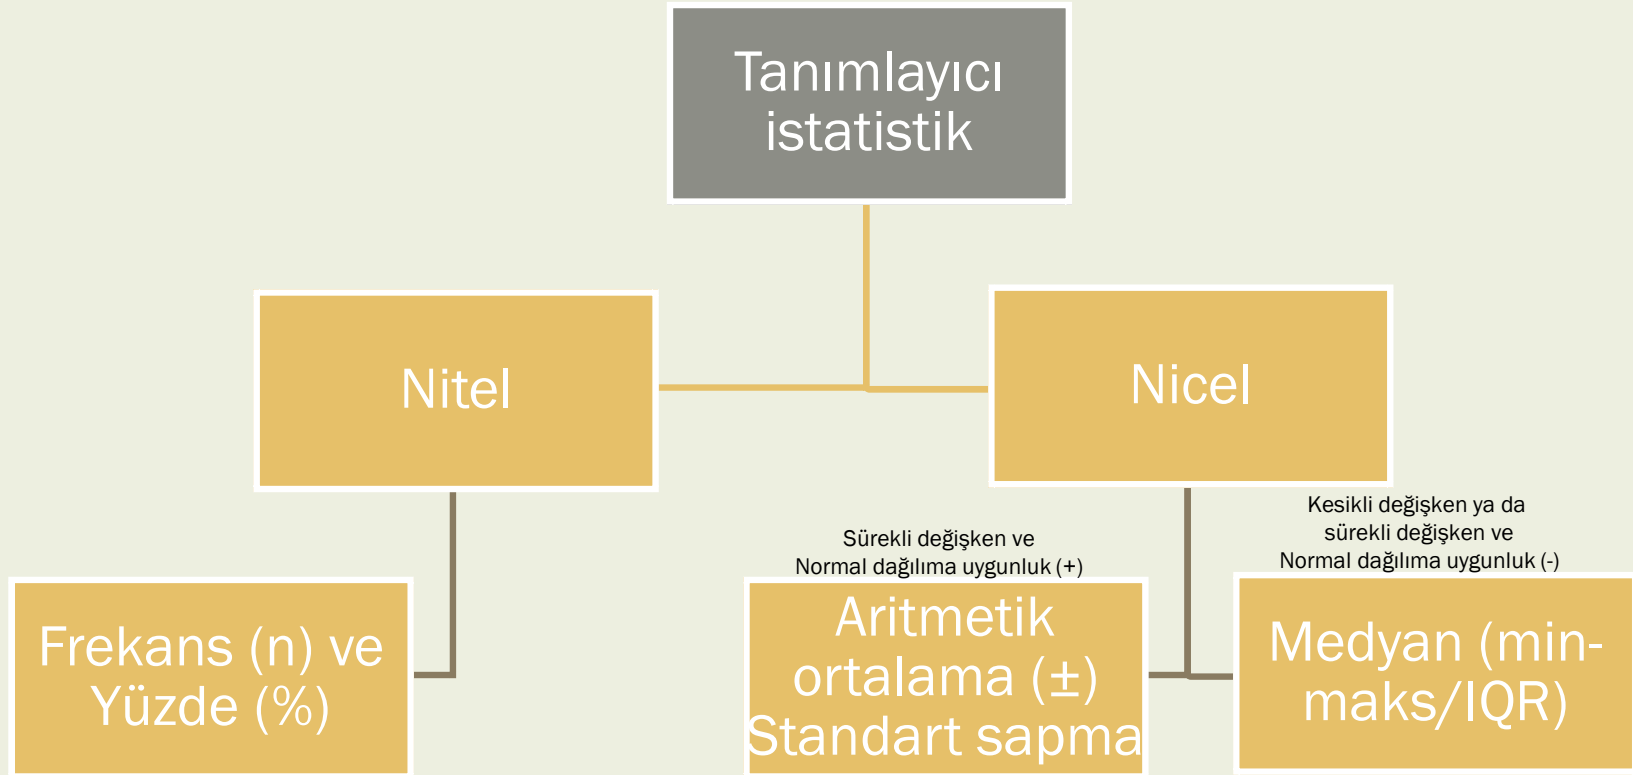 Tanımlayıcı
istatistik
Nitel
Nicel
Frekans (n) ve
Yüzde (%)
Sürekli değişken ve
Normal dağılıma uygunluk (+)
Aritmetik
ortalama (±)
Standart sapma
Kesikli değişken ya da
sürekli değişken ve
Normal dağılıma uygunluk (-)
Medyan (min-
maks/IQR)